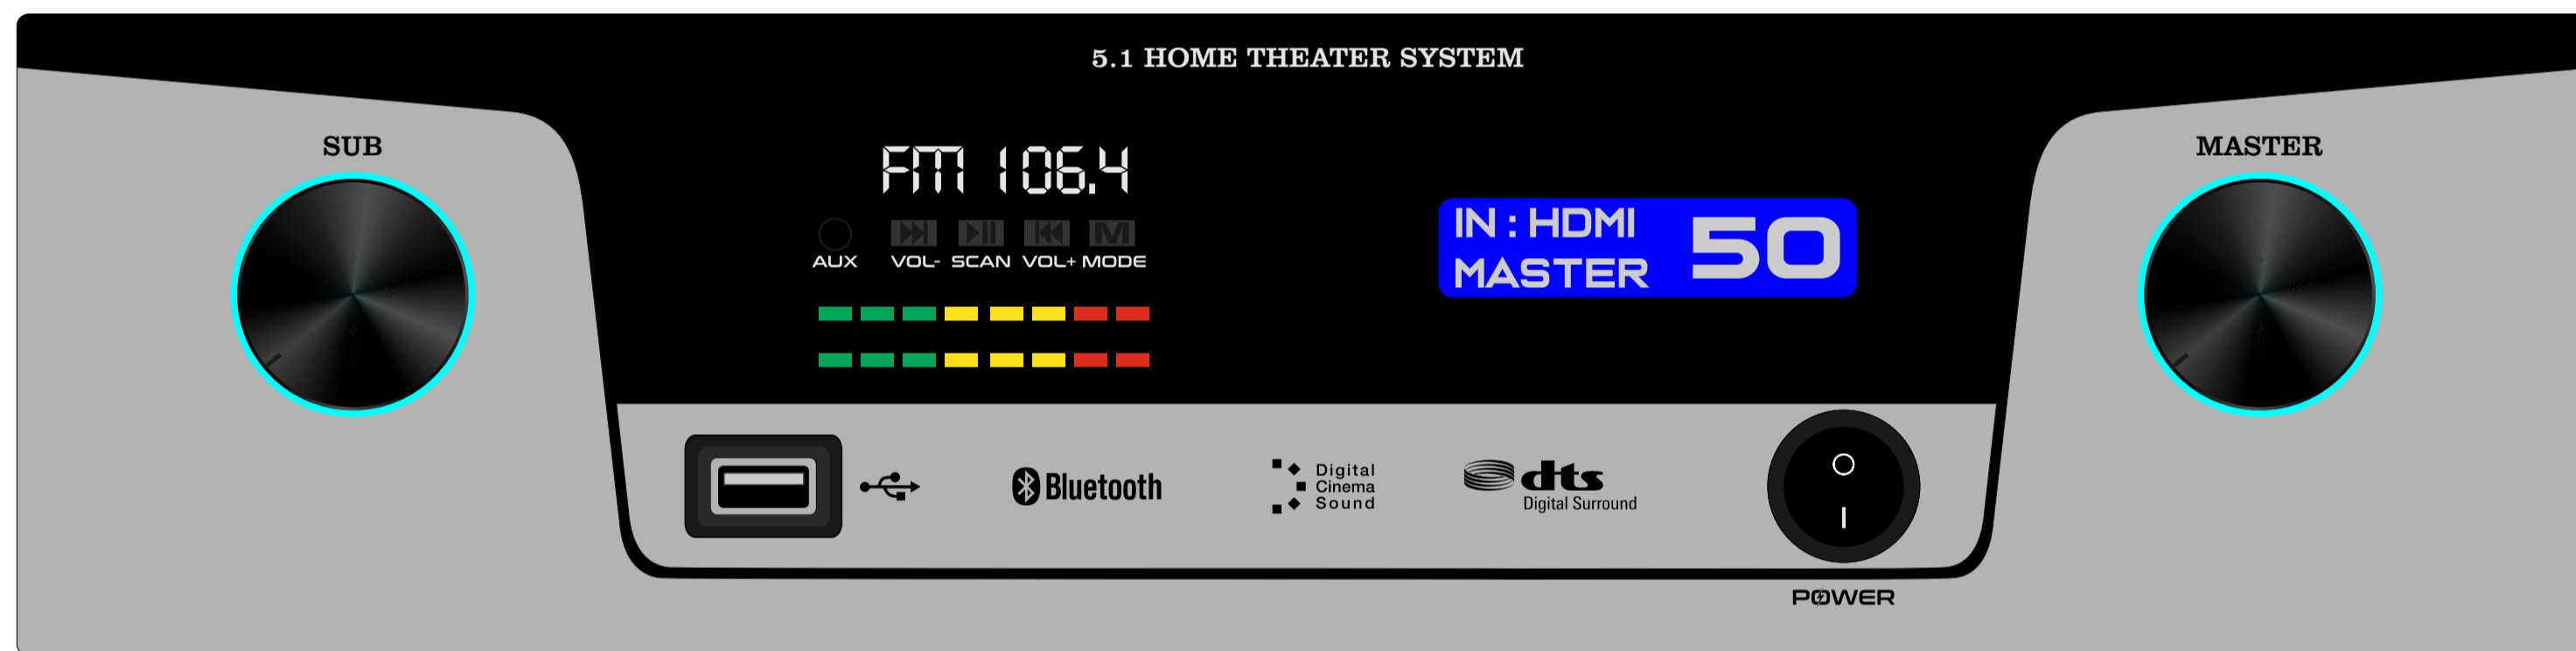 5.1 HOME THEATER SYSTEM
SUB
MASTER
FM 106.4
AUX VOL- SCAN VOL+ MODE
M
IN : HDMI
MASTER
50
Bluetooth
Digital
Cinema
Sound
dts
Digital Surround
POWER